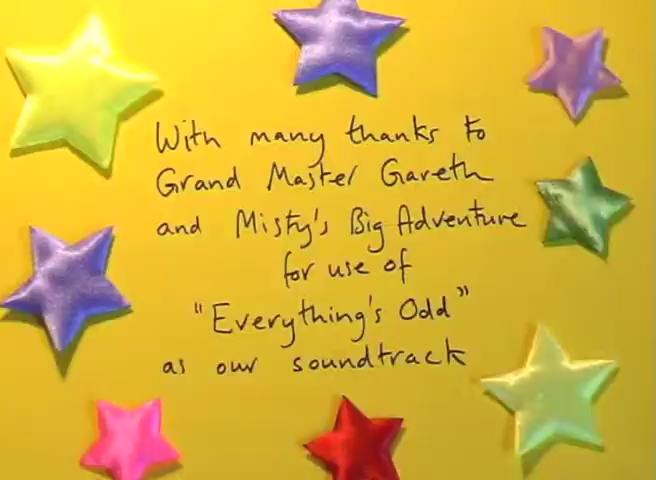 With many thanks to
Grand Master Gareth
and Misty's Big Adventure
for use of
"Everything's Odd"
as our soundtrack